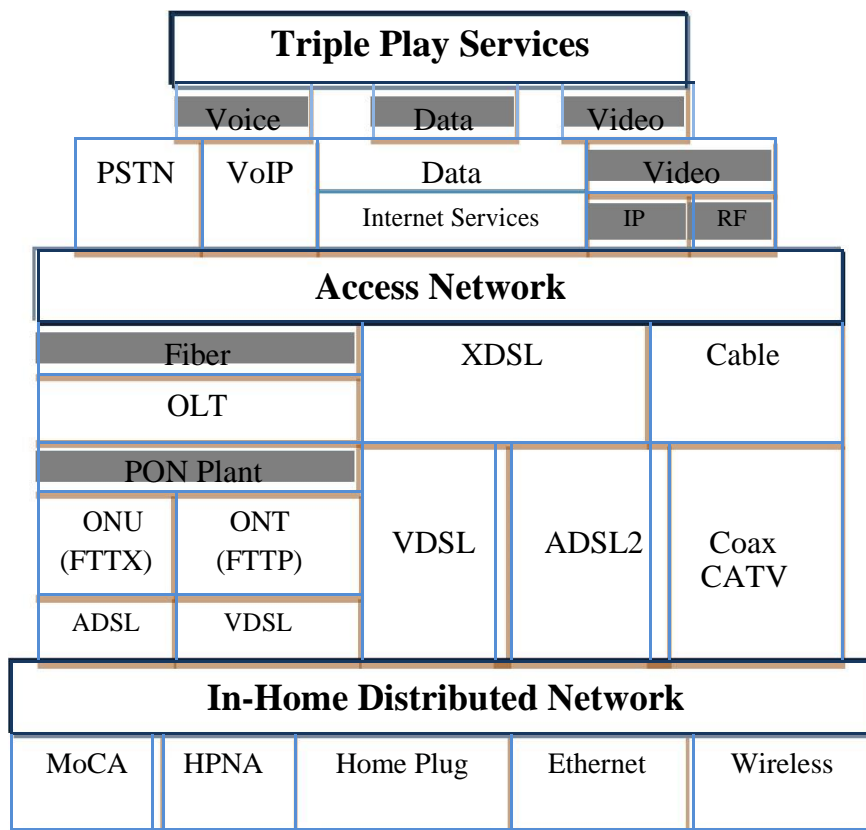 Triple Play Services
Voice Data Video
PSTN VoIP Data Video
Internet Services IP RF
Access Network
Fiber XDSL Cable
OLT
PON Plant
ONU ONT
(FTTX) (FTTP) VDSL ADSL2 Coax
CATV
ADSL VDSL
In-Home Distributed Network
MoCA HPNA Home Plug Ethernet Wireless